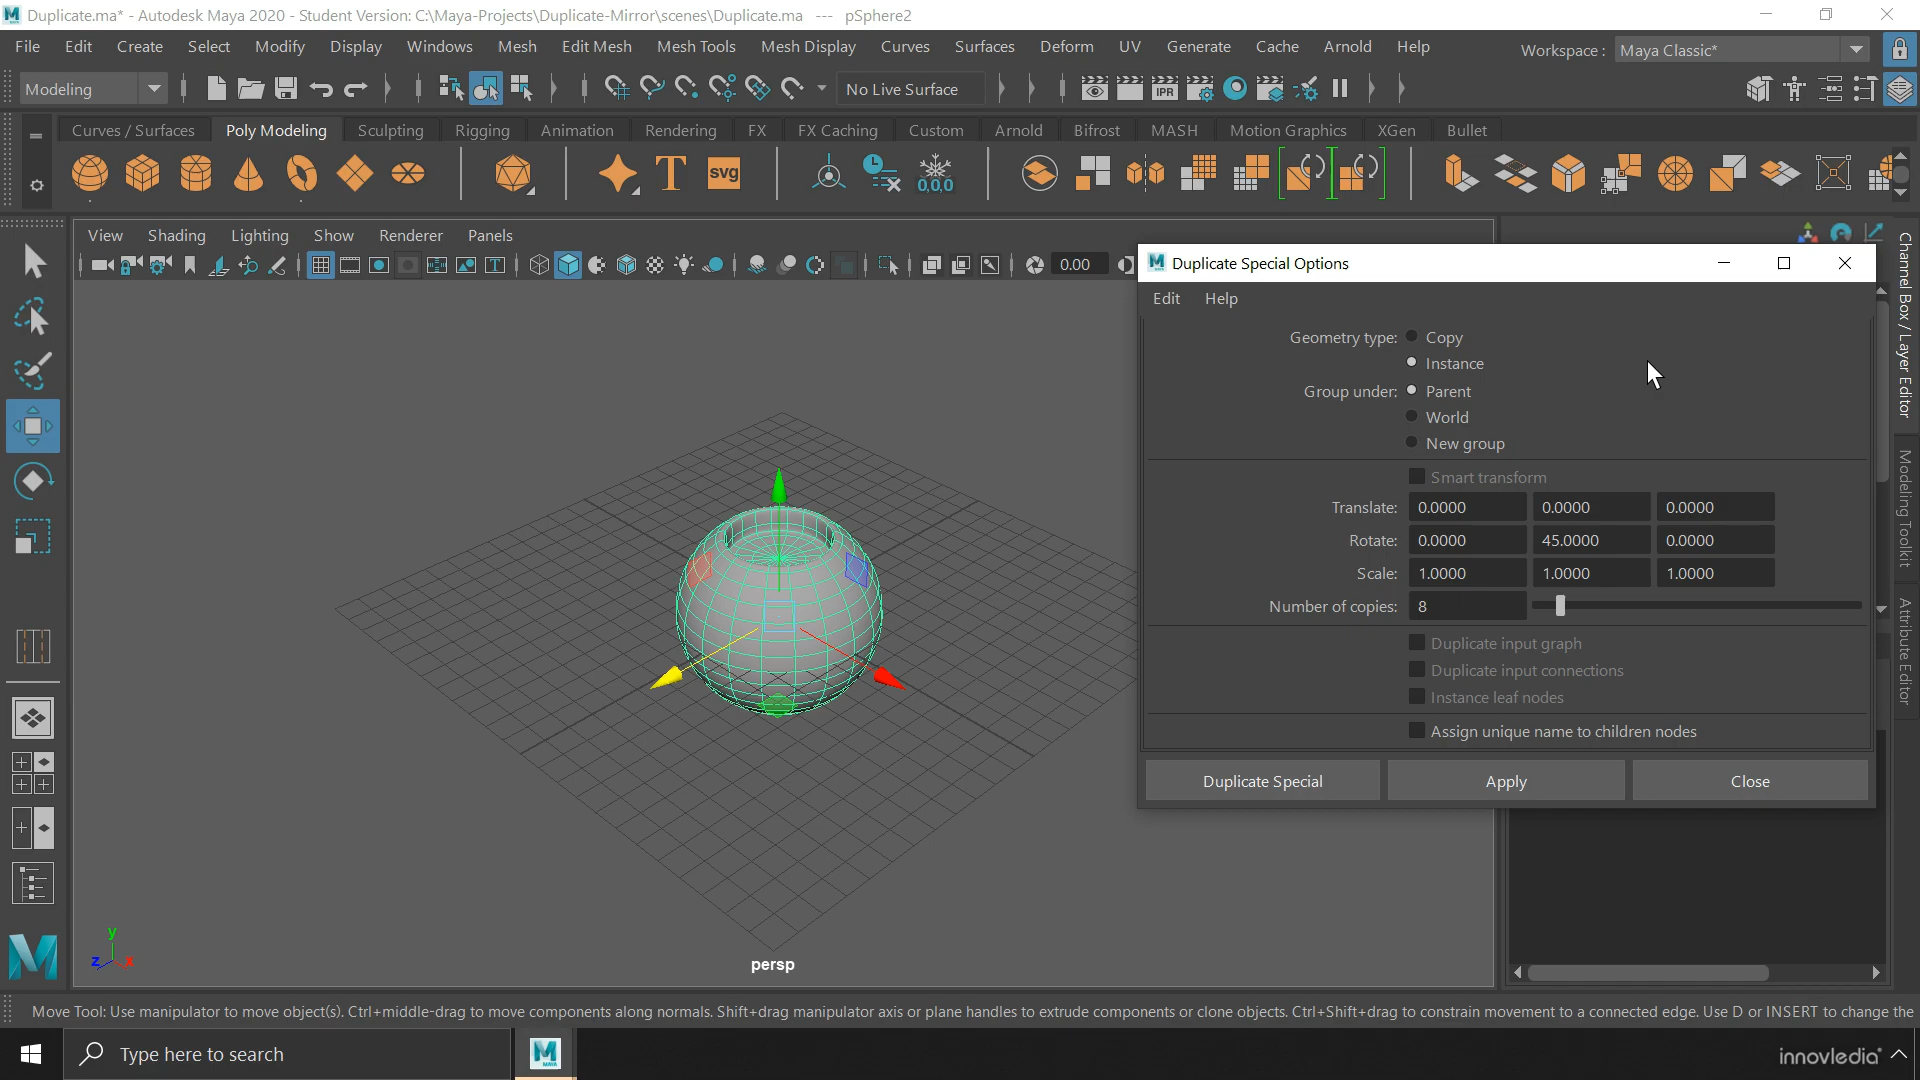 Duplicate.ma* - Autodesk Maya 2020 - Student Version: C:\Maya-Projects\Duplicate-Mirror\scenes\Duplicate.ma --- pSphere2
File Edit Create Select Modify Display Windows Mesh Edit Mesh Mesh Tools Mesh Display Curves Surfaces Deform UV Generate Cache Arnold Help Workspace : Maya Classic*
Modeling No Live Surface IPR
Curves / Surfaces Poly Modeling Sculpting Rigging Animation Rendering FX FX Caching Custom Arnold Bifrost MASH Motion Graphics XGen Bullet
T svg 0,0,0
View Shading Lighting Show Renderer Panels
0.00
Duplicate Special Options
Edit Help
Geometry type: Copy
Instance
Group under: Parent
World
New group
Smart transform
Translate: 0.0000 0.0000 0.0000
Rotate: 0.0000 45.0000 0.0000
Scale: 1.0000 1.0000 1.0000
Number of copies: 8
Duplicate input graph
Duplicate input connections
Instance leaf nodes
Assign unique name to children nodes
Duplicate Special Apply Close
Channel Box / Layer Editor
Modeling Toolkit
Attribute Editor
y
z x
persp
Move Tool: Use manipulator to move object(s). Ctrl+middle-drag to move components along normals. Shift+drag manipulator axis or plane handles to extrude components or clone objects. Ctrl+Shift+drag to constrain movement to a connected edge. Use D or INSERT to change the
Type here to search
innovledia